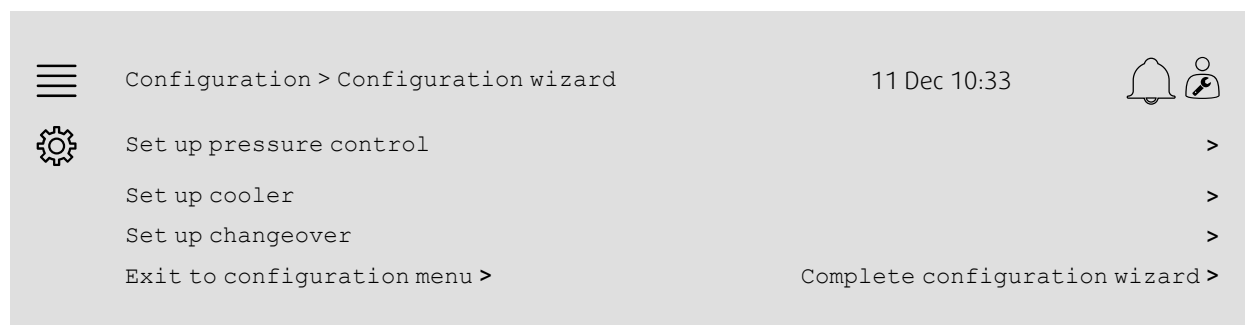 Configuration > Configuration wizard 11 Dec 10:33
Set up pressure control >
Set up cooler >
Set up changeover >
Exit to configuration menu > Complete configuration wizard >